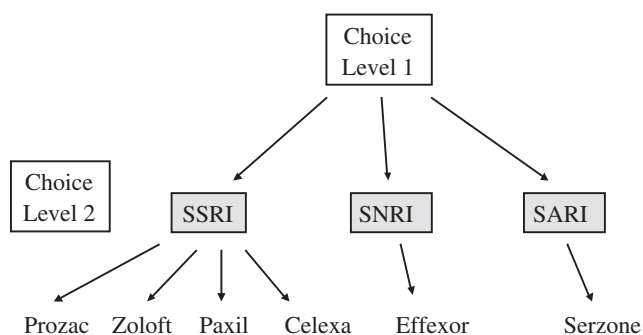 Choice
Level 1
Choice
Level 2
SSRI
SNRI
SARI
Prozac
Zoloft
Paxil
Celexa
Effexor
Serzone